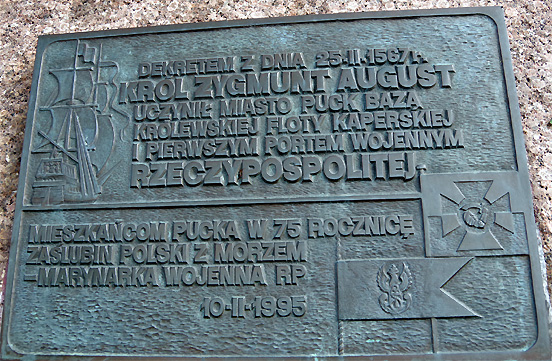 DEKRETEM Z DNIA 25-II-1567 r.
KRÓL ZYGMUNT AUGUST
UCZYNIŁ MIASTO PUCK BAZĄ
KRÓLEWSKIEJ FLOTY KAPERSKIEJ
I PIERWSZYM PORTEM WOJENNYM
RZECZYPOSPOLITEJ
MIESZKAŃCOM PUCKA W 75 ROCZNICĘ
ZAŚLUBIN POLSKI Z MORZEM
–MARYNARKA WOJENNA RP
10-II-1995